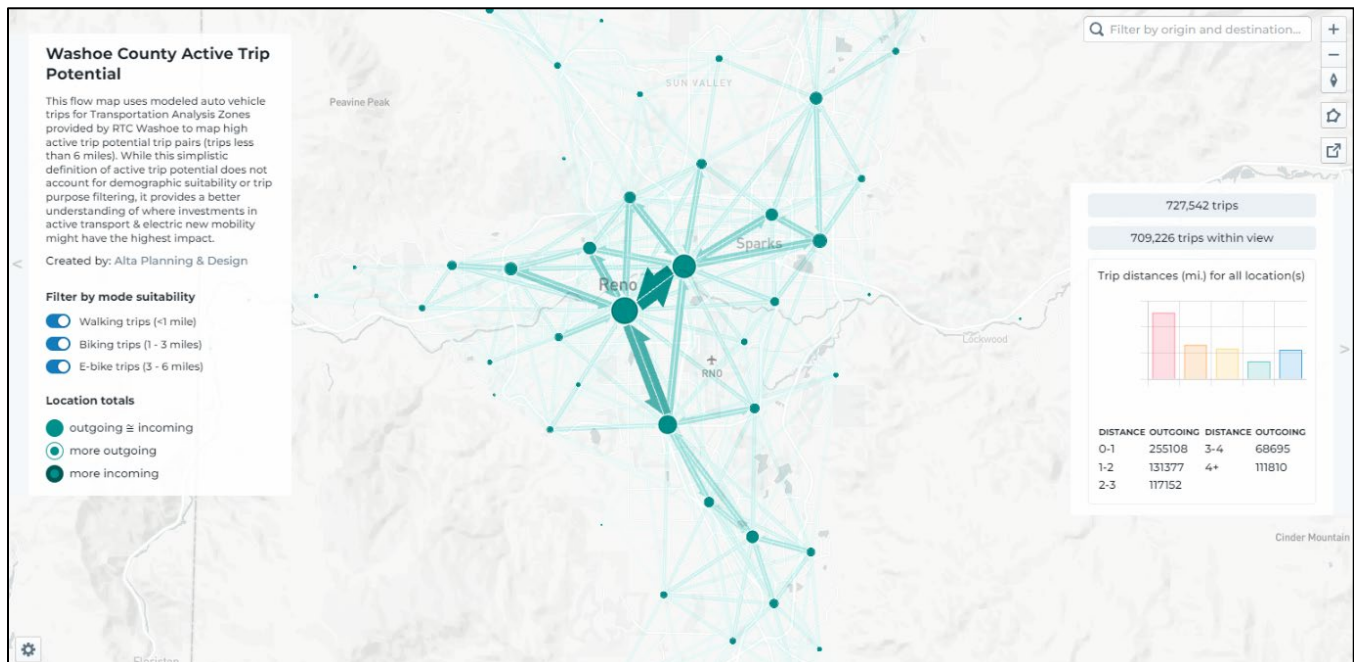 Washoe County Active Trip
Potential
This flow map uses modeled auto vehicle
trips for Transportation Analysis Zones
provided by RTC Washoe to map high
active trip potential trip pairs (trips less
than 6 miles). While this simplistic
definition of active trip potential does not
account for demographic suitability or trip
purpose filtering, it provides a better
understanding of where investments in
active transport & electric new mobility
might have the highest impact.
Created by: Alta Planning & Design
Filter by mode suitability
Walking trips (<1 mile)
Biking trips (1 - 3 miles)
E-bike trips (3 - 6 miles)
Location totals
outgoing ≅ incoming
more outgoing
more incoming
Peavine Peak
SUN VALLEY
Sparks
Reno
RNO
Lockwood
Floriston
Filter by origin and destination...
727,542 trips
709,226 trips within view
Trip distances (mi.) for all location(s)
DISTANCE OUTGOING DISTANCE OUTGOING
0-1 255108 3-4 68695
1-2 131377 4+ 111810
2-3 117152
Cinder Mountain